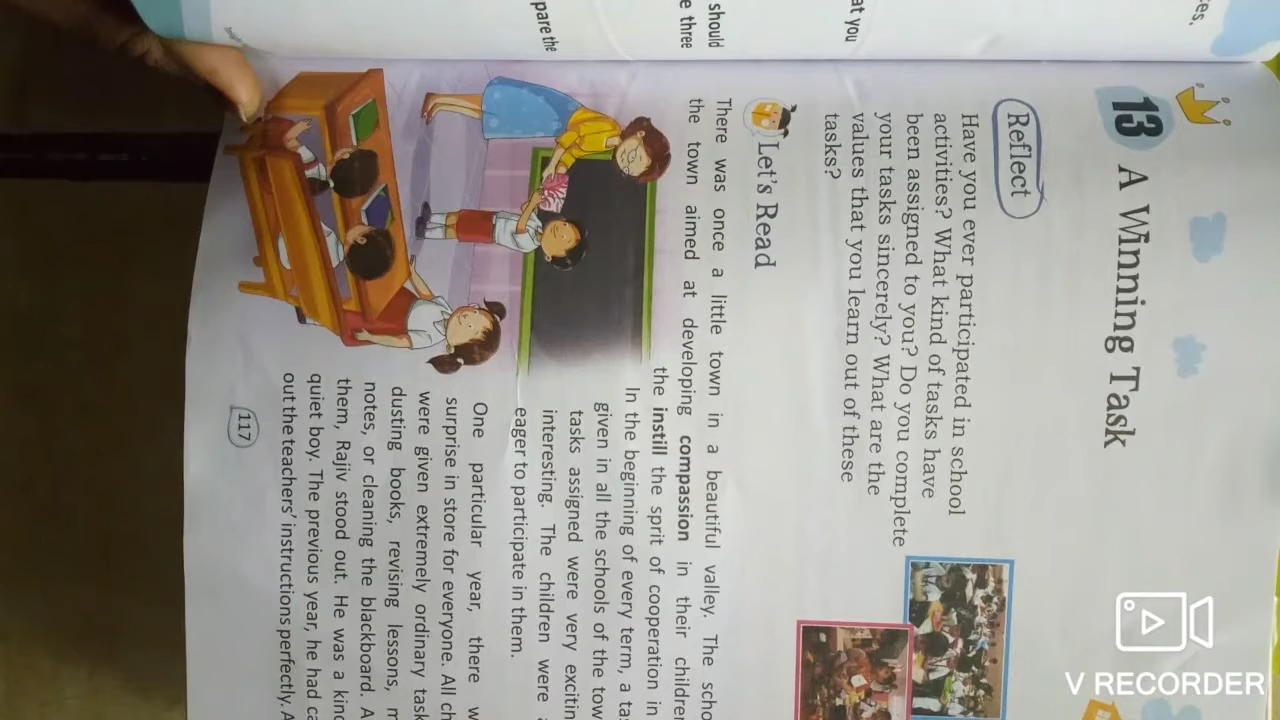 should
e three
pare the
at you
13 A Winning Task
Reflect
Have you ever participated in school
activities? What kind of tasks have
been assigned to you? Do you complete
your tasks sincerely? What are the
values that you learn out of these
tasks?
Let's Read
There was once a little town in a beautiful valley. The scho
the town aimed at developing compassion in their children
the instill the sprit of cooperation in
In the beginning of every term, a ta
given in all the schools of the tow
tasks assigned were very excitin
interesting. The children were
eager to participate in them.
One particular year, there w
surprise in store for everyone. All ch
were given extremely ordinary task
dusting books, revising lessons, m
notes, or cleaning the blackboard. A
them, Rajiv stood out. He was a kind
quiet boy. The previous year, he had ca
out the teachers' instructions perfectly. A
117
V RECORDER